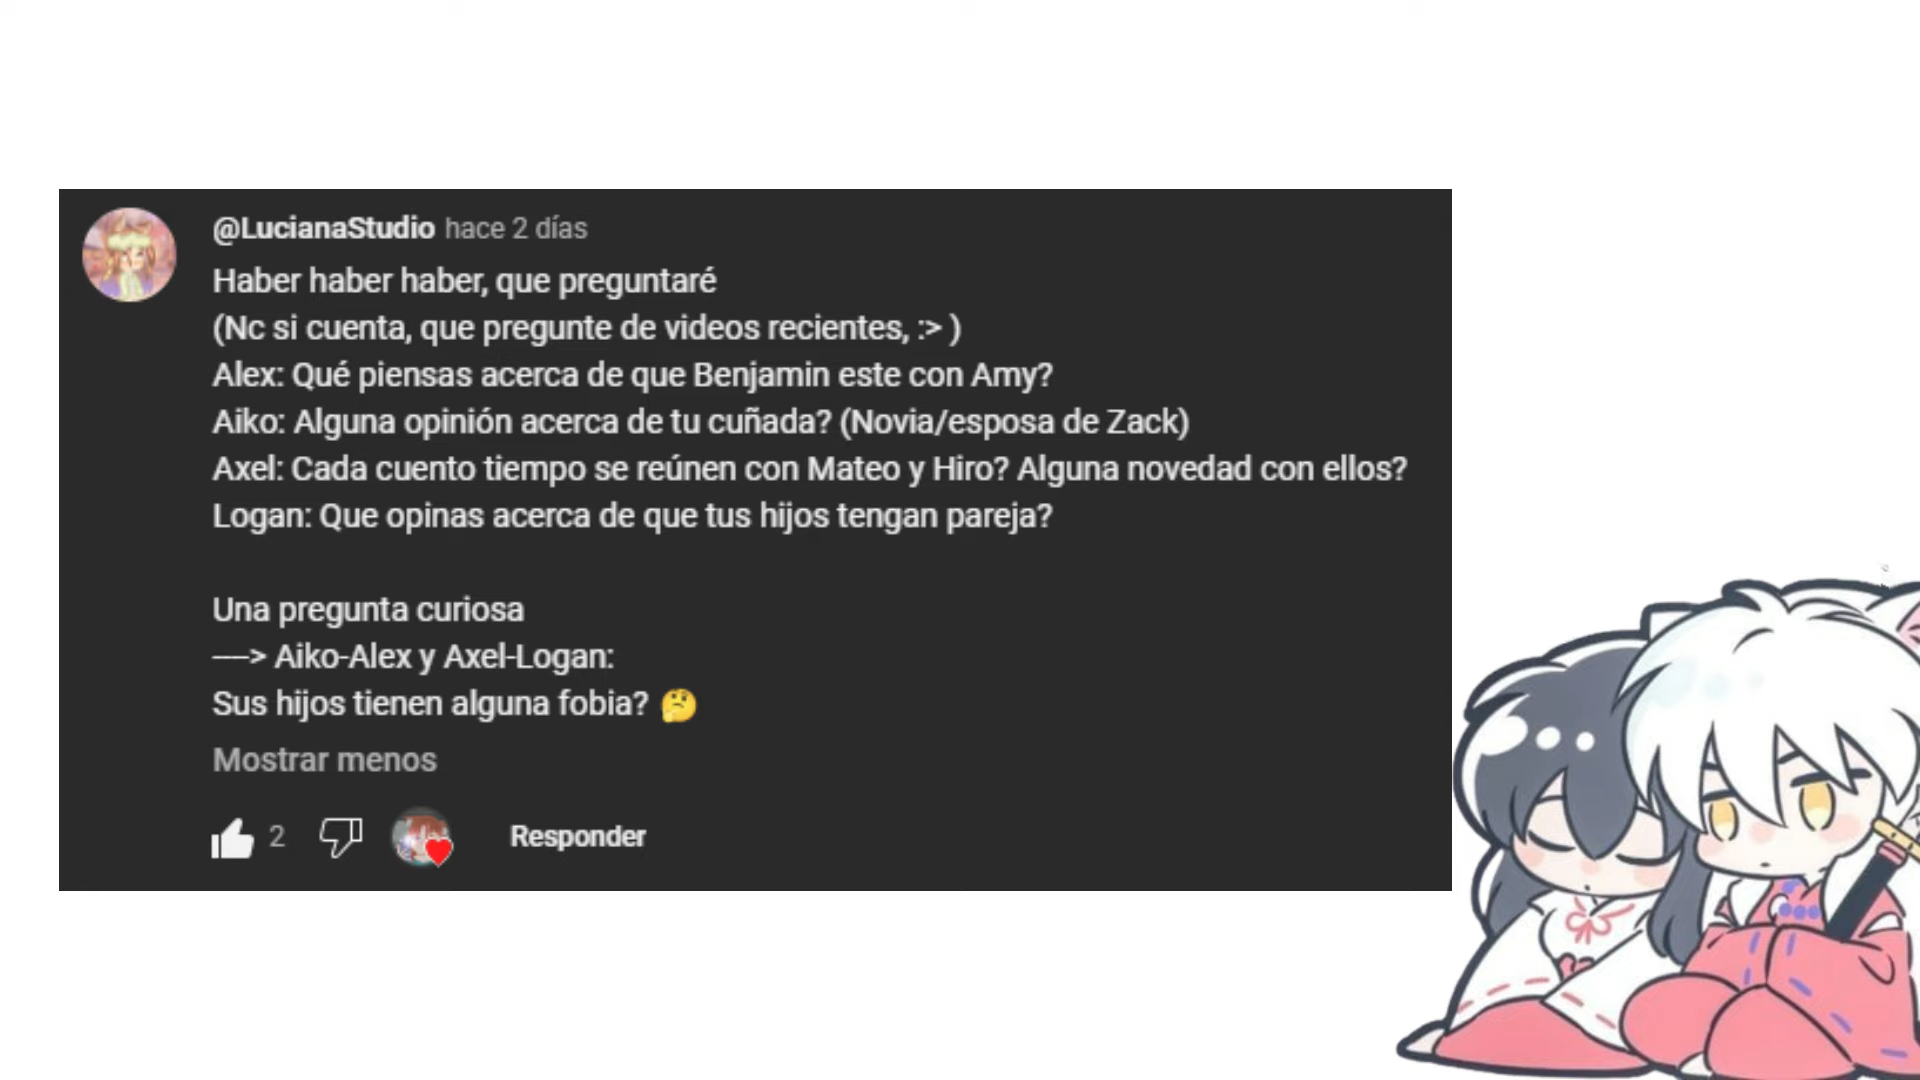 @LucianaStudio hace 2 días
Haber haber haber, que preguntaré
(Nc si cuenta, que pregunte de videos recientes, :> )
Alex: Qué piensas acerca de que Benjamin este con Amy?
Aiko: Alguna opinión acerca de tu cuñada? (Novia/esposa de Zack)
Axel: Cada cuento tiempo se reúnen con Mateo y Hiro? Alguna novedad con ellos?
Logan: Que opinas acerca de que tus hijos tengan pareja?
Una pregunta curiosa
––> Aiko-Alex y Axel-Logan:
Sus hijos tienen alguna fobia? 🤔
Mostrar menos
2 Responder